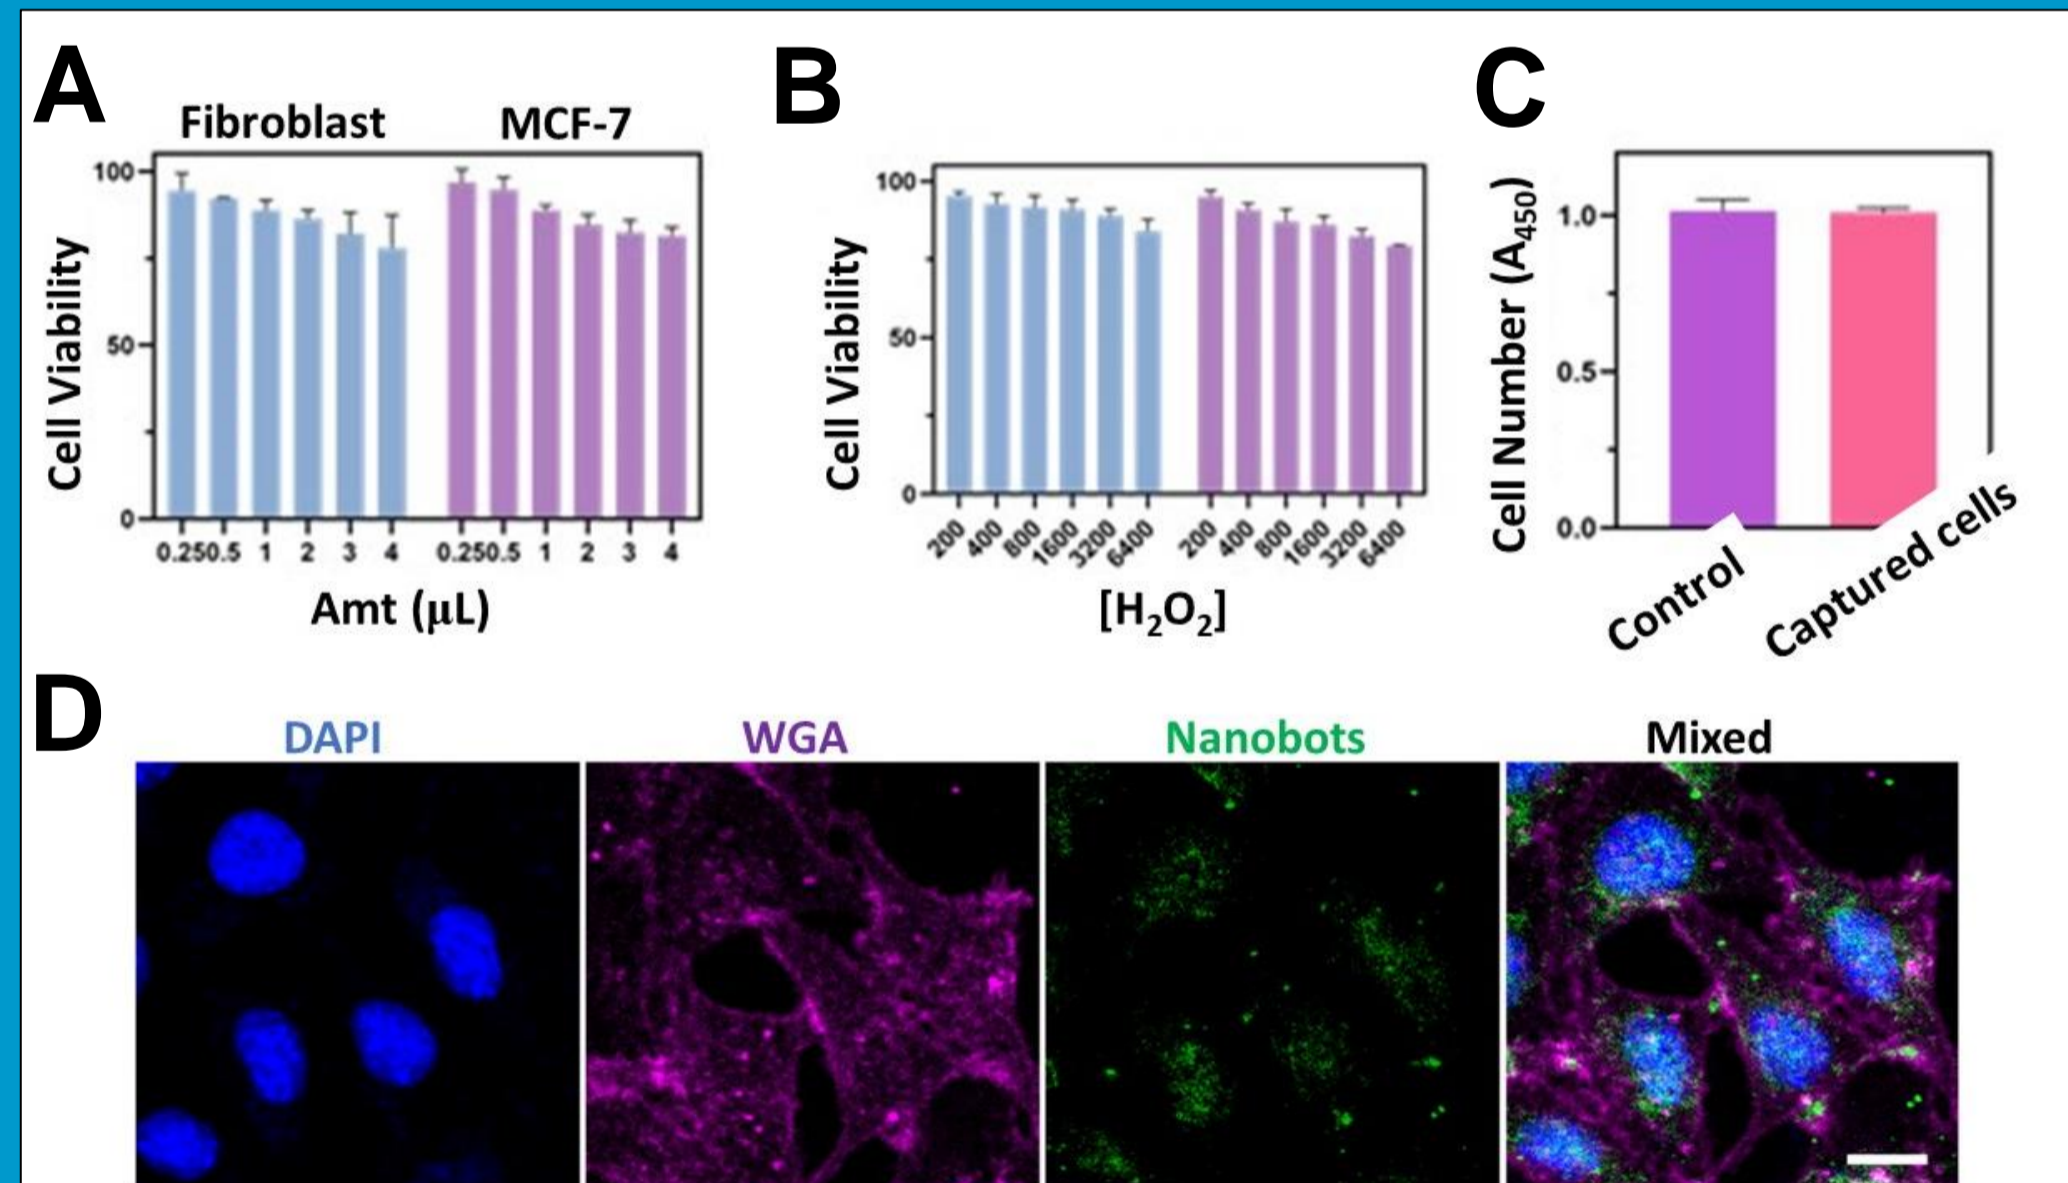 A
B
C
Fibroblast MCF-7
100
50
0
Cell Viability
0.25 0.5 1 2 3 4 0.25 0.5 1 2 3 4
Amt (μL)
100
50
0
Cell Viability
200 400 800 1600 3200 6400 200 400 800 1600 3200 6400
[H₂O₂]
1.0
0.5
0.0
Cell Number (A₄₅₀)
Control
Captured cells
D
DAPI WGA Nanobots Mixed